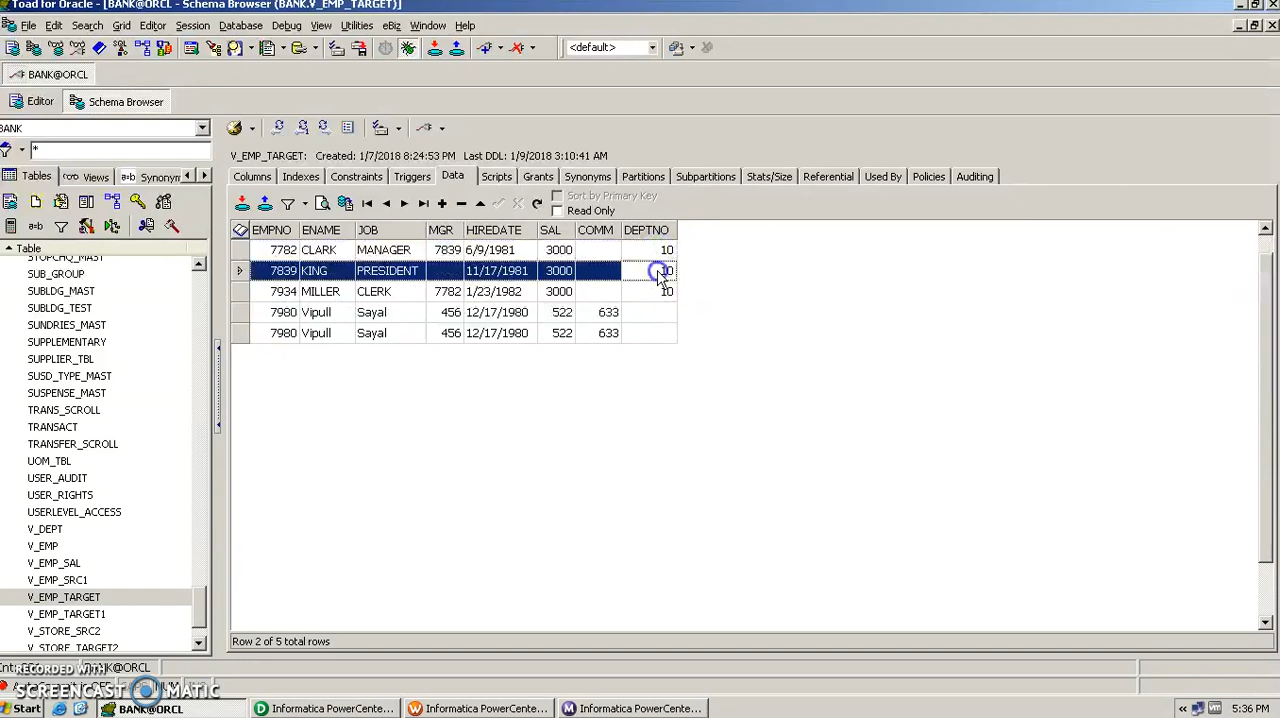 Toad for Oracle - [BANK@ORCL - Schema Browser (BANK.V_EMP_TARGET)]
File Edit Search Grid Editor Session Database Debug View Utilities eBiz Window Help
<default>
BANK@ORCL
Editor Schema Browser
BANK
*
V_EMP_TARGET: Created: 1/7/2018 8:24:53 PM Last DDL: 1/9/2018 3:10:41 AM
Tables Views Synonym
Columns Indexes Constraints Triggers Data Scripts Grants Synonyms Partitions Subpartitions Stats/Size Referential Used By Policies Auditing
Sort by Primary Key
Read Only
Table
STOPCHQ_MAST
SUB_GROUP
SUBLDG_MAST
SUBLDG_TEST
SUNDRIES_MAST
SUPPLEMENTARY
SUPPLIER_TBL
SUSD_TYPE_MAST
SUSPENSE_MAST
TRANS_SCROLL
TRANSACT
TRANSFER_SCROLL
UOM_TBL
USER_AUDIT
USER_RIGHTS
USERLEVEL_ACCESS
V_DEPT
V_EMP
V_EMP_SAL
V_EMP_SRC1
V_EMP_TARGET
V_EMP_TARGET1
V_STORE_SRC2
V_STORE_TARGET2
EMPNO ENAME JOB MGR HIREDATE SAL COMM DEPTNO
7782 CLARK MANAGER 7839 6/9/1981 3000 10
7839 KING PRESIDENT 11/17/1981 3000 10
7934 MILLER CLERK 7782 1/23/1982 3000 10
7980 Vipull Sayal 456 12/17/1980 522 633
7980 Vipull Sayal 456 12/17/1980 522 633
Row 2 of 5 total rows
BANK@ORCL
RECORDED WITH
SCREENCAST MATIC
Start BANK@ORCL Informatica PowerCente... Informatica PowerCente... Informatica PowerCente... 5:36 PM